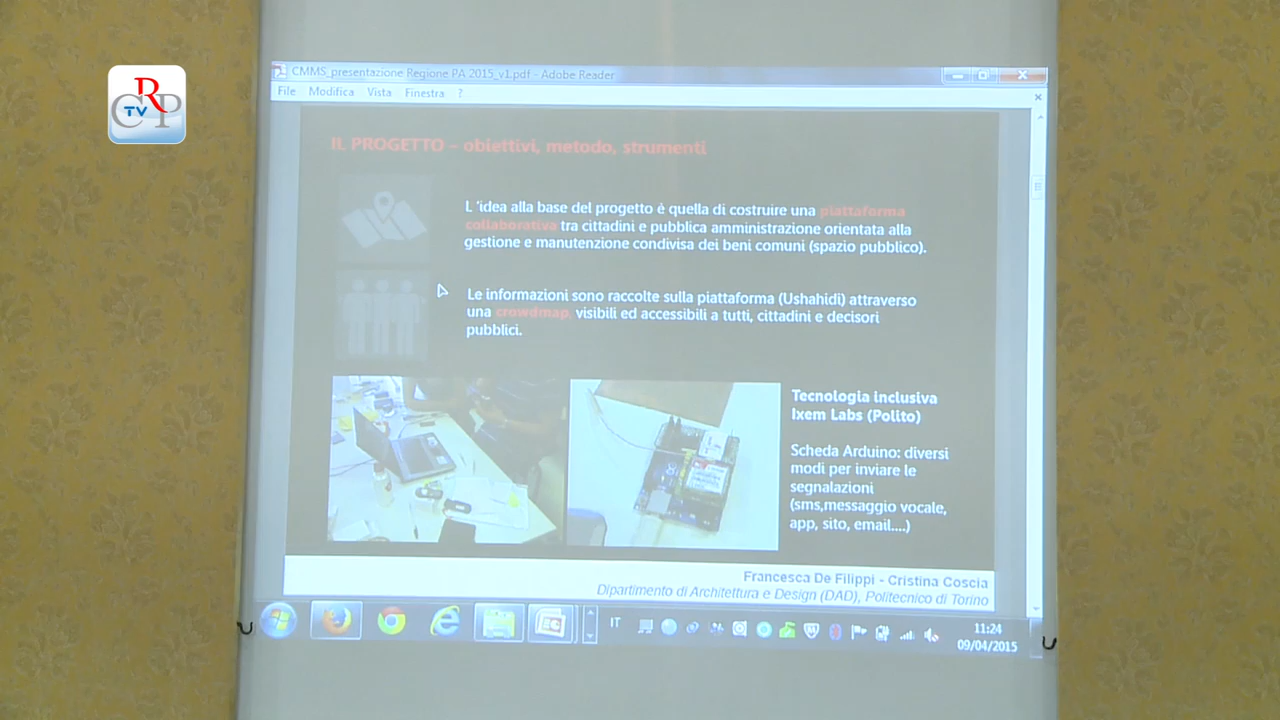 CRP
TV
CMMS_presentazione Regione PA 2015_v1.pdf - Adobe Reader
File Modifica Vista Finestra ?
IL PROGETTO – obiettivi, metodo, strumenti
L 'idea alla base del progetto è quella di costruire una piattaforma
collaborativa tra cittadini e pubblica amministrazione orientata alla
gestione e manutenzione condivisa dei beni comuni (spazio pubblico).
Le informazioni sono raccolte sulla piattaforma (Ushahidi) attraverso
una crowdmap, visibili ed accessibili a tutti, cittadini e decisori
pubblici.
Tecnologia inclusiva
Ixem Labs (Polito)
Scheda Arduino: diversi
modi per inviare le
segnalazioni
(sms,messaggio vocale,
app, sito, email....)
Francesca De Filippi - Cristina Coscia
Dipartimento di Architettura e Design (DAD), Politecnico di Torino
IT
11:24
09/04/2015